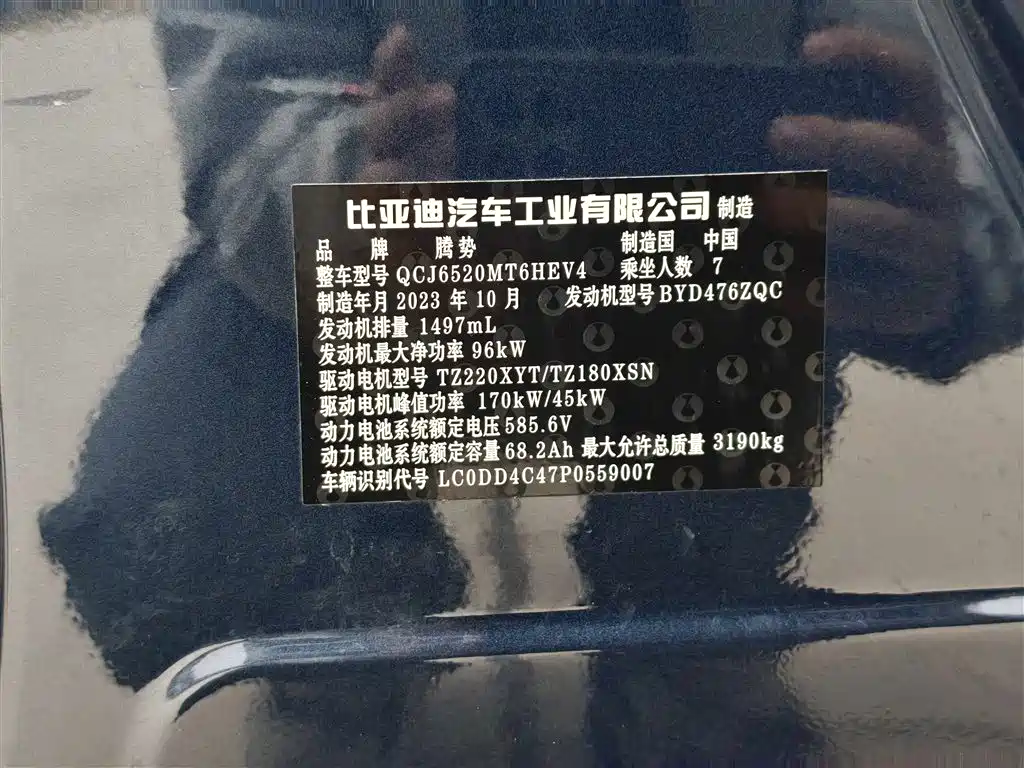 比亚迪汽车工业有限公司 制造
品 牌 腾势 制造国 中国
整车型号 QCJ6520MT6HEV4 乘坐人数 7
制造年月 2023 年 10 月 发动机型号 BYD476ZQC
发动机排量 1497mL
发动机最大净功率 96kW
驱动电机型号 TZ220XYT/TZ180XSN
驱动电机峰值功率 170kW/45kW
动力电池系统额定电压 585.6V
动力电池系统额定容量 68.2Ah 最大允许总质量 3190kg
车辆识别代号 LC0DD4C47P0559007